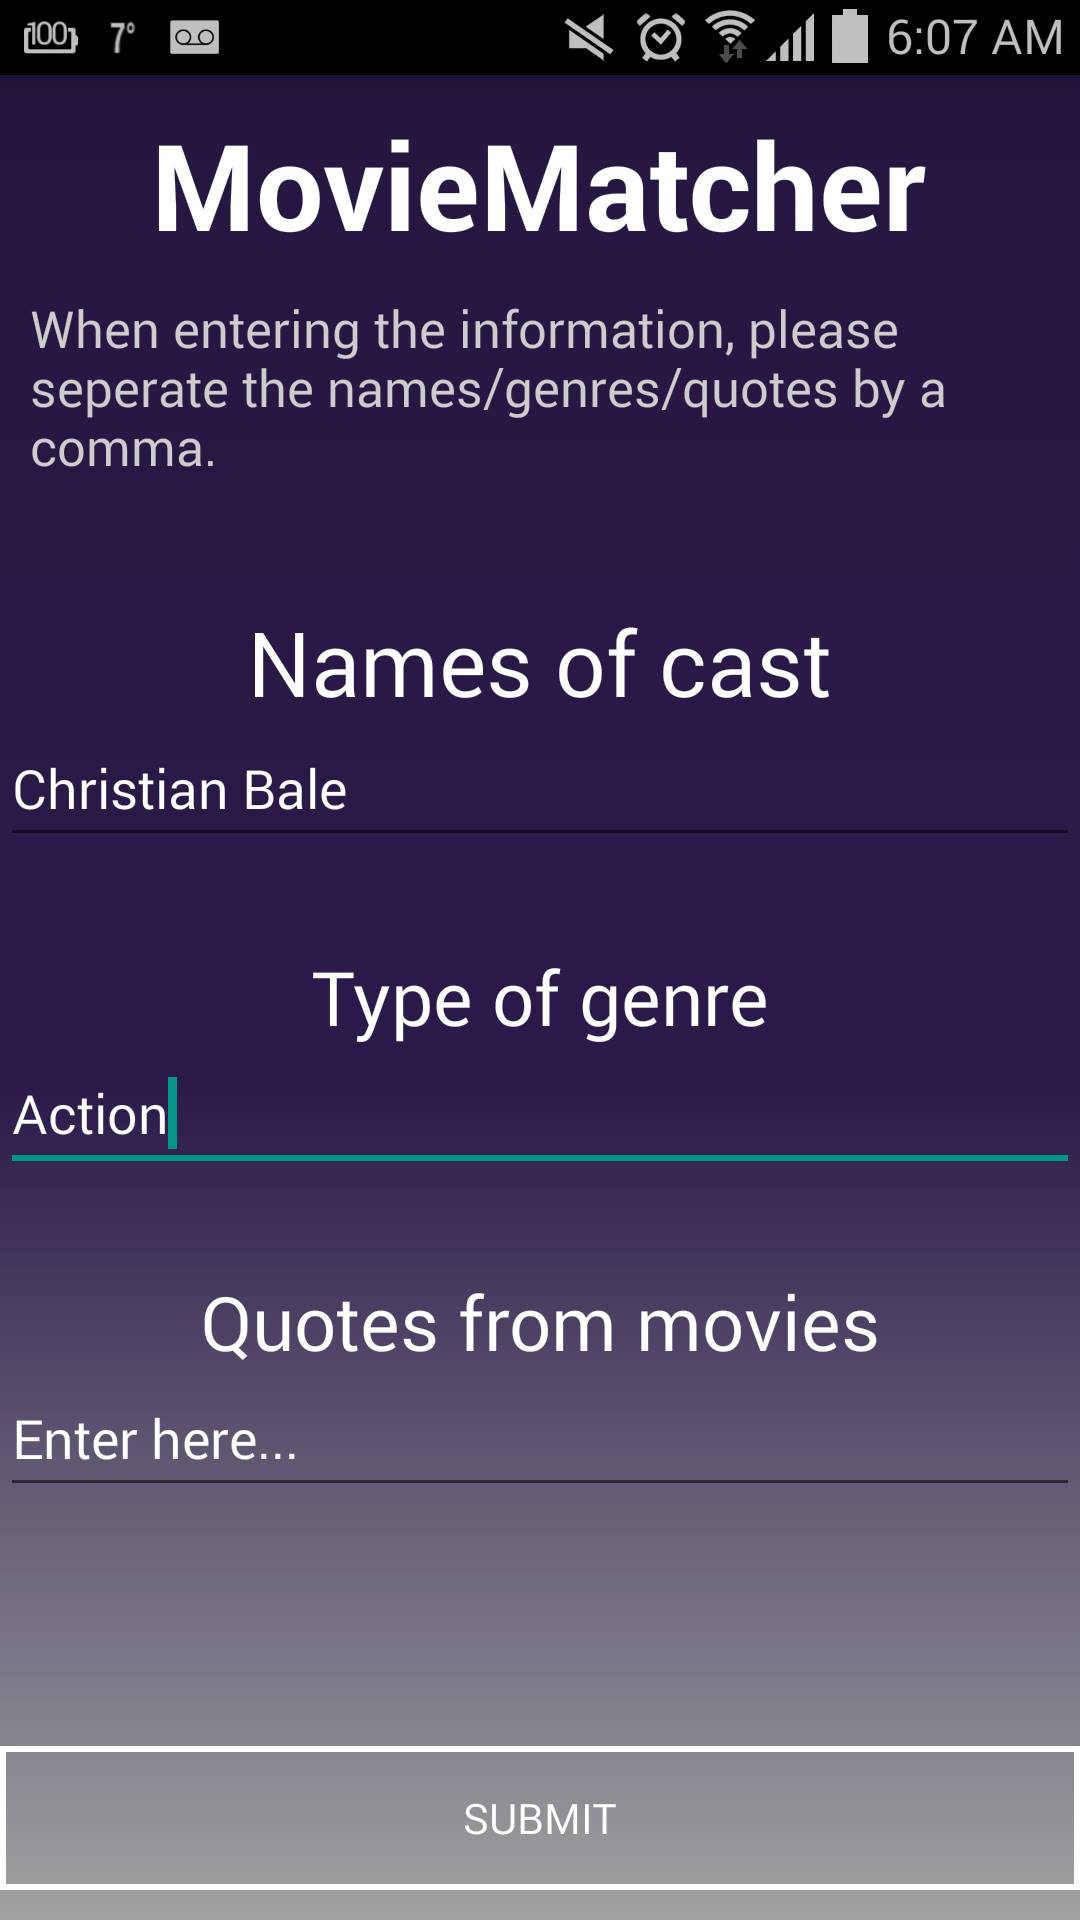 100 7° 6:07 AM
MovieMatcher
When entering the information, please
seperate the names/genres/quotes by a
comma.
Names of cast
Christian Bale
Type of genre
Action
Quotes from movies
Enter here...
SUBMIT